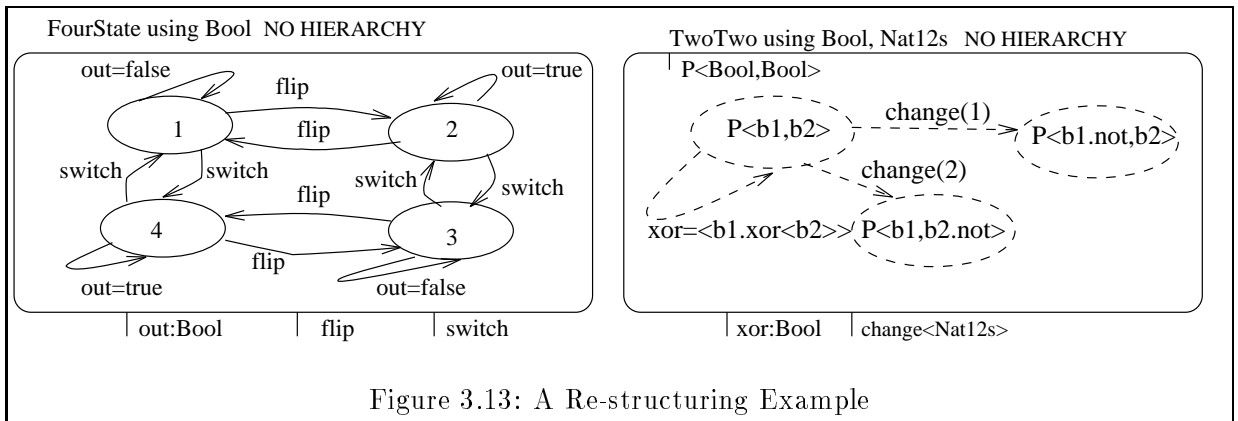 FourState using Bool NO HIERARCHY
out=false
out=true
flip
1
flip
2
switch
switch
switch
switch
flip
4
3
flip
out=true
out=false
out:Bool
flip
switch
TwoTwo using Bool, Nat12s NO HIERARCHY
P<Bool,Bool>
change(1)
P<b1,b2>
P<b1.not,b2>
change(2)
xor=<b1.xor<b2>>
P<b1,b2.not>
xor:Bool
change<Nat12s>
Figure 3.13: A Re-structuring Example